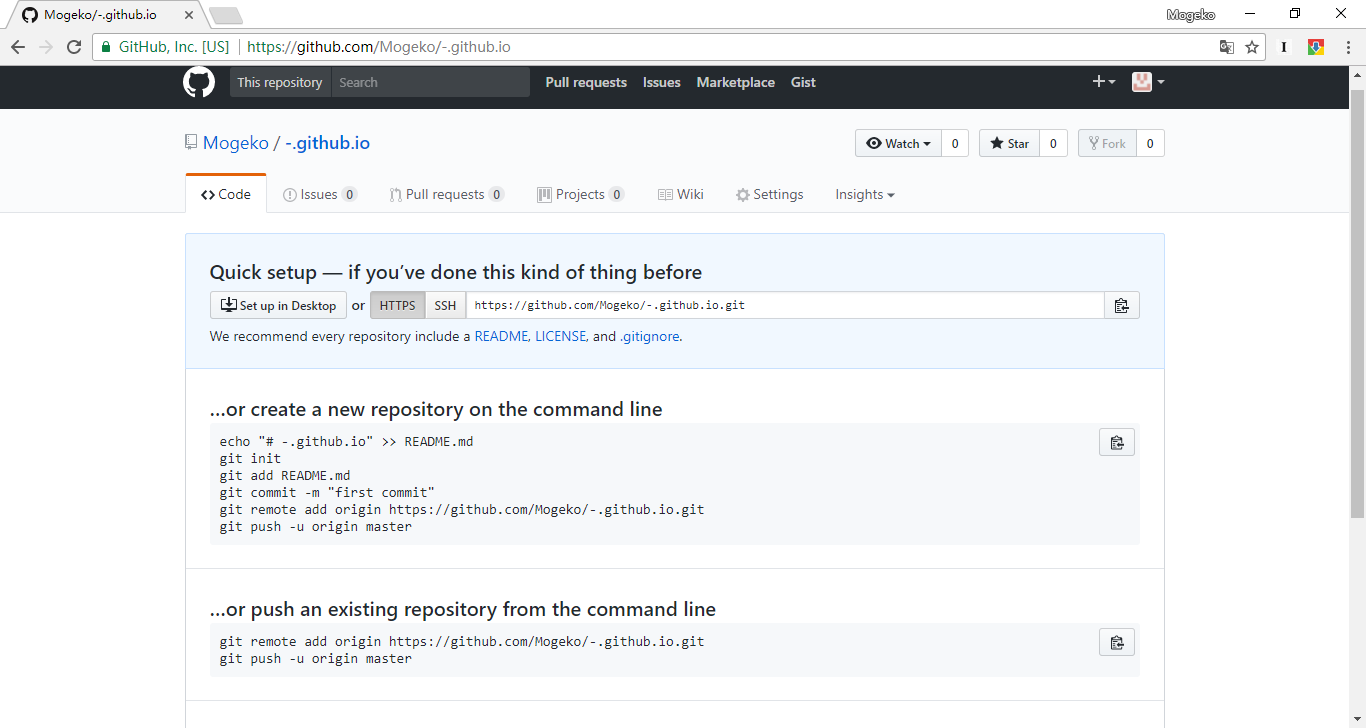 Mogeko/-.github.io
Mogeko
GitHub, Inc. [US] https://github.com/Mogeko/-.github.io
This repository Search Pull requests Issues Marketplace Gist
Mogeko / -.github.io Watch 0 Star 0 Fork 0
Code Issues 0 Pull requests 0 Projects 0 Wiki Settings Insights
Quick setup — if you’ve done this kind of thing before
Set up in Desktop or HTTPS SSH https://github.com/Mogeko/-.github.io.git
We recommend every repository include a README, LICENSE, and .gitignore.
…or create a new repository on the command line
echo "# -.github.io" >> README.md
git init
git add README.md
git commit -m "first commit"
git remote add origin https://github.com/Mogeko/-.github.io.git
git push -u origin master
…or push an existing repository from the command line
git remote add origin https://github.com/Mogeko/-.github.io.git
git push -u origin master